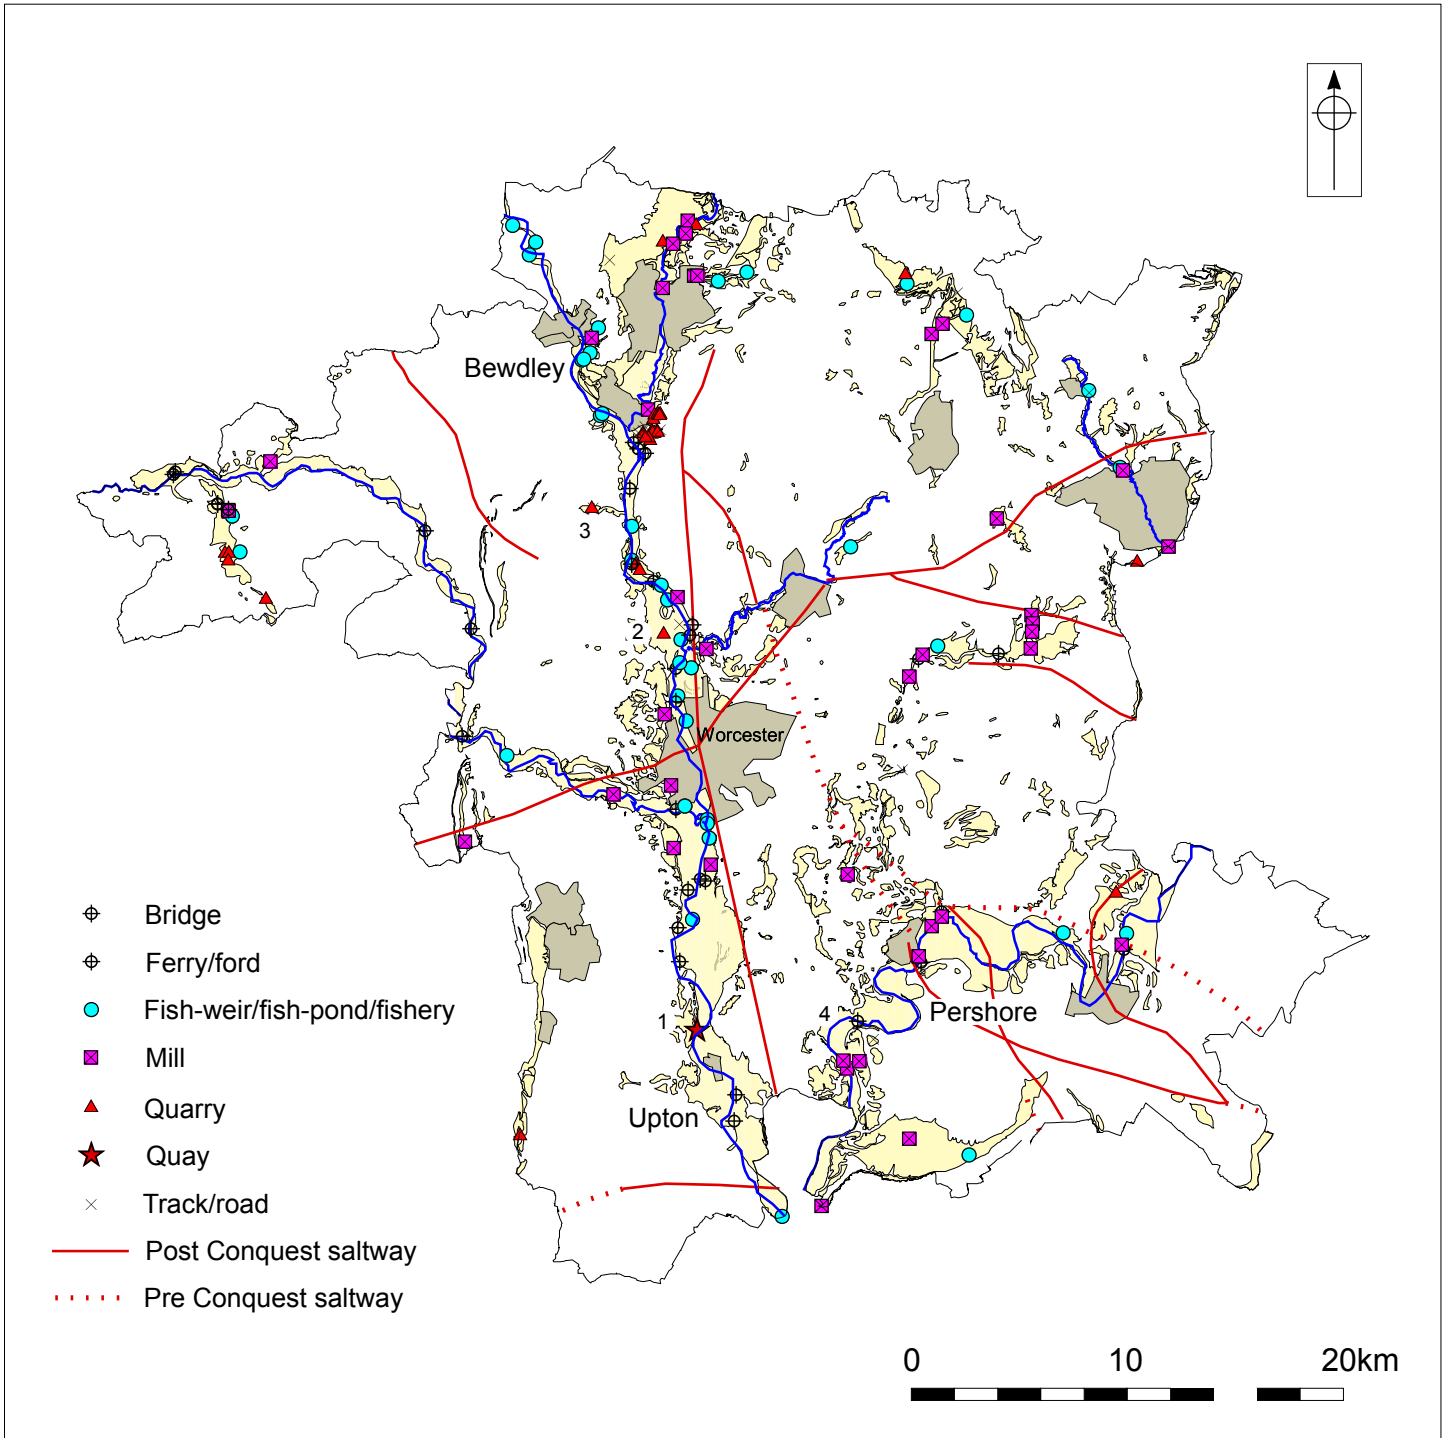 Bewdley
3
2
Worcester
1
4
Pershore
Upton
Bridge
Ferry/ford
Fish-weir/fish-pond/fishery
Mill
Quarry
Quay
Track/road
Post Conquest saltway
Pre Conquest saltway
0 10 20km